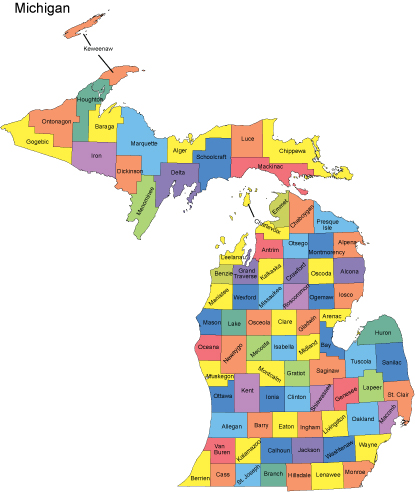 Michigan
Keweenaw
Houghton
Ontonagon
Baraga
Gogebic
Iron
Marquette
Alger
Luce
Chippewa
Schoolcraft
Mackinac
Dickinson
Delta
Menominee
Emmet
Cheboygan
Presque
Isle
Charlevoix
Leelanau
Antrim
Otsego
Montmorency
Alpena
Benzie
Grand
Traverse
Kalkaska
Crawford
Oscoda
Alcona
Manistee
Wexford
Missaukee
Roscommon
Ogemaw
Iosco
Mason
Lake
Osceola
Clare
Gladwin
Arenac
Huron
Oceana
Newaygo
Mecosta
Isabella
Midland
Bay
Tuscola
Sanilac
Muskegon
Montcalm
Gratiot
Saginaw
Genesee
Lapeer
St. Clair
Ottawa
Kent
Ionia
Clinton
Shiawassee
Oakland
Macomb
Allegan
Barry
Eaton
Ingham
Livingston
Van
Buren
Kalamazoo
Calhoun
Jackson
Washtenaw
Wayne
Berrien
Cass
St. Joseph
Branch
Hillsdale
Lenawee
Monroe